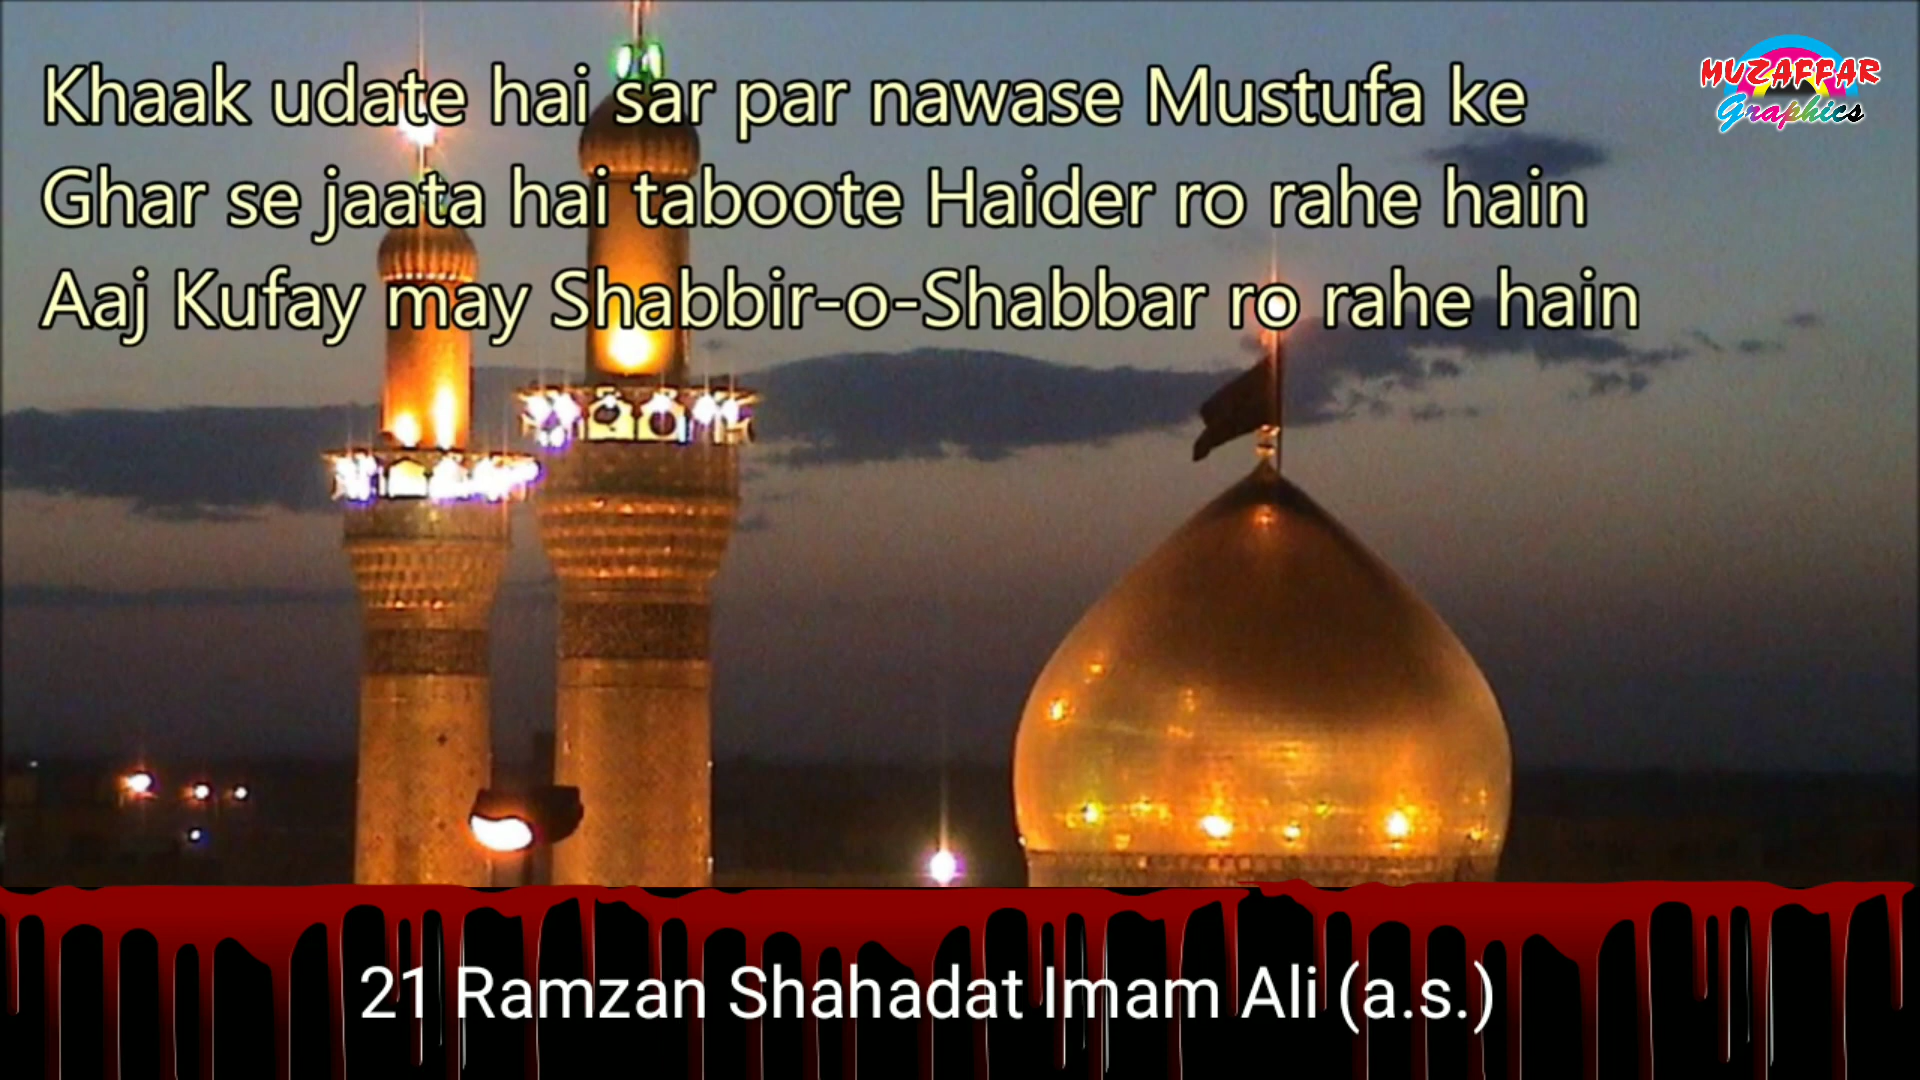 Khaak udate hai sar par nawase Mustufa ke
Ghar se jaata hai taboote Haider ro rahe hain
Aaj Kufay may Shabbir-o-Shabbar ro rahe hain
MUZAFFAR
Graphics
21 Ramzan Shahadat Imam Ali (a.s.)